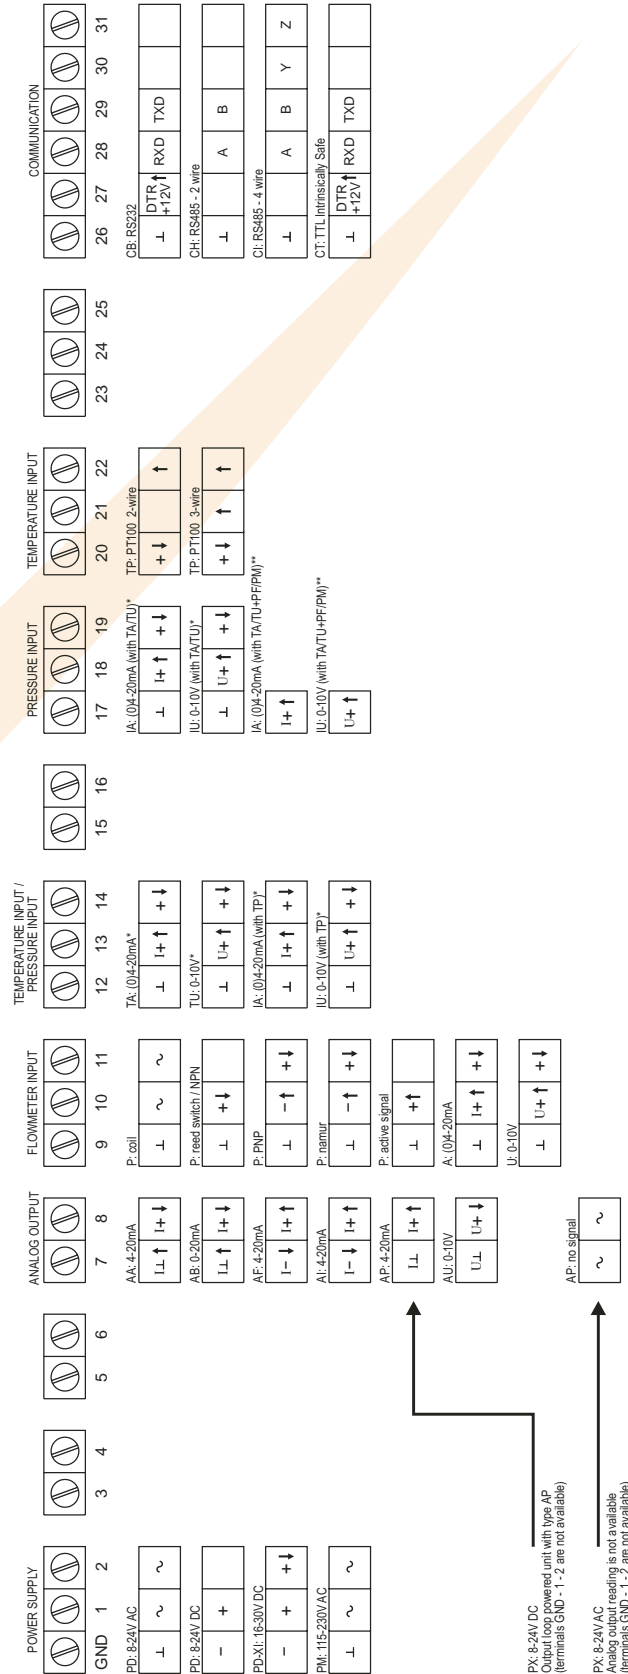 POWER SUPPLY
GND 1 2
PD: 8-24V AC
⊥ ~ ~
PD: 8-24V DC
− +
PD-XI: 16-30V DC
− + +↓
PM: 115-230V AC
⊥ ~ ~
PX: 8-24V DC
Output loop powered unit with type AP
(terminals GND - 1 - 2 are not available)
PX: 8-24V AC
Analog output reading is not available
(terminals GND - 1 - 2 are not available)
3 4
5 6
ANALOG OUTPUT
7 8
AA: 4-20mA
I⊥↑ I+↓
AB: 0-20mA
I⊥↑ I+↓
AF: 4-20mA
I−↓ I+↑
AI: 4-20mA
I−↓ I+↑
AP: 4-20mA
I⊥ I+↑
AU: 0-10V
U⊥ U+↓
AP: no signal
~ ~
FLOWMETER INPUT
9 10 11
P: coil
⊥ ~ ~
P: reed switch / NPN
⊥ +↓
P: PNP
⊥ −↑ +↓
P: namur
⊥ −↑ +↓
P: active signal
⊥ +↑
A: (0)4-20mA
⊥ I+↑ +↓
U: 0-10V
⊥ U+↑ +↓
TEMPERATURE INPUT /
PRESSURE INPUT
12 13 14
TA: (0)4-20mA*
⊥ I+↑ +↓
TU: 0-10V*
⊥ U+↑ +↓
IA: (0)4-20mA (with TP)*
⊥ I+↑ +↓
IU: 0-10V (with TP)*
⊥ U+↑ +↓
15 16
PRESSURE INPUT
17 18 19
IA: (0)4-20mA (with TA/TU)*
⊥ I+↑ +↓
IU: 0-10V (with TA/TU)*
⊥ U+↑ +↓
IA: (0)4-20mA (with TA/TU+PF/PM)**
I+↑
IU: 0-10V (with TA/TU+PF/PM)**
U+↑
TEMPERATURE INPUT
20 21 22
TP: PT100 2-wire
+↓ ↑
TP: PT100 3-wire
+↓ ↑ ↑
23 24 25
COMMUNICATION
26 27 28 29 30 31
CB: RS232
⊥ DTR +12V↑ RXD TXD
CH: RS485 - 2 wire
⊥ A B
CI: RS485 - 4 wire
⊥ A B Y Z
CT: TTL Intrinsically Safe
⊥ DTR +12V↑ RXD TXD